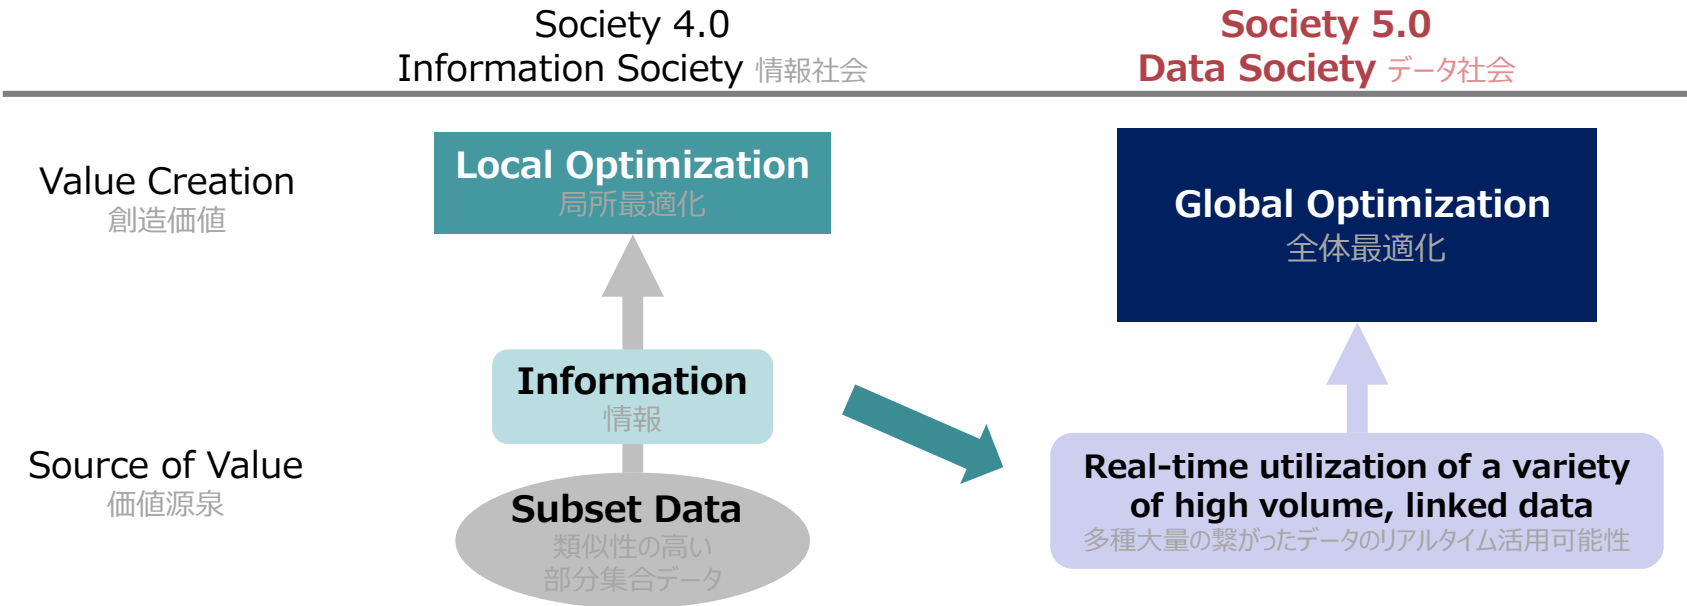 Society 4.0
Information Society 情報社会
Society 5.0
Data Society データ社会
Value Creation
創造価値
Local Optimization
局所最適化
Global Optimization
全体最適化
Information
情報
Source of Value
価値源泉
Subset Data
類似性の高い
部分集合データ
Real-time utilization of a variety
of high volume, linked data
多種大量の繋がったデータのリアルタイム活用可能性